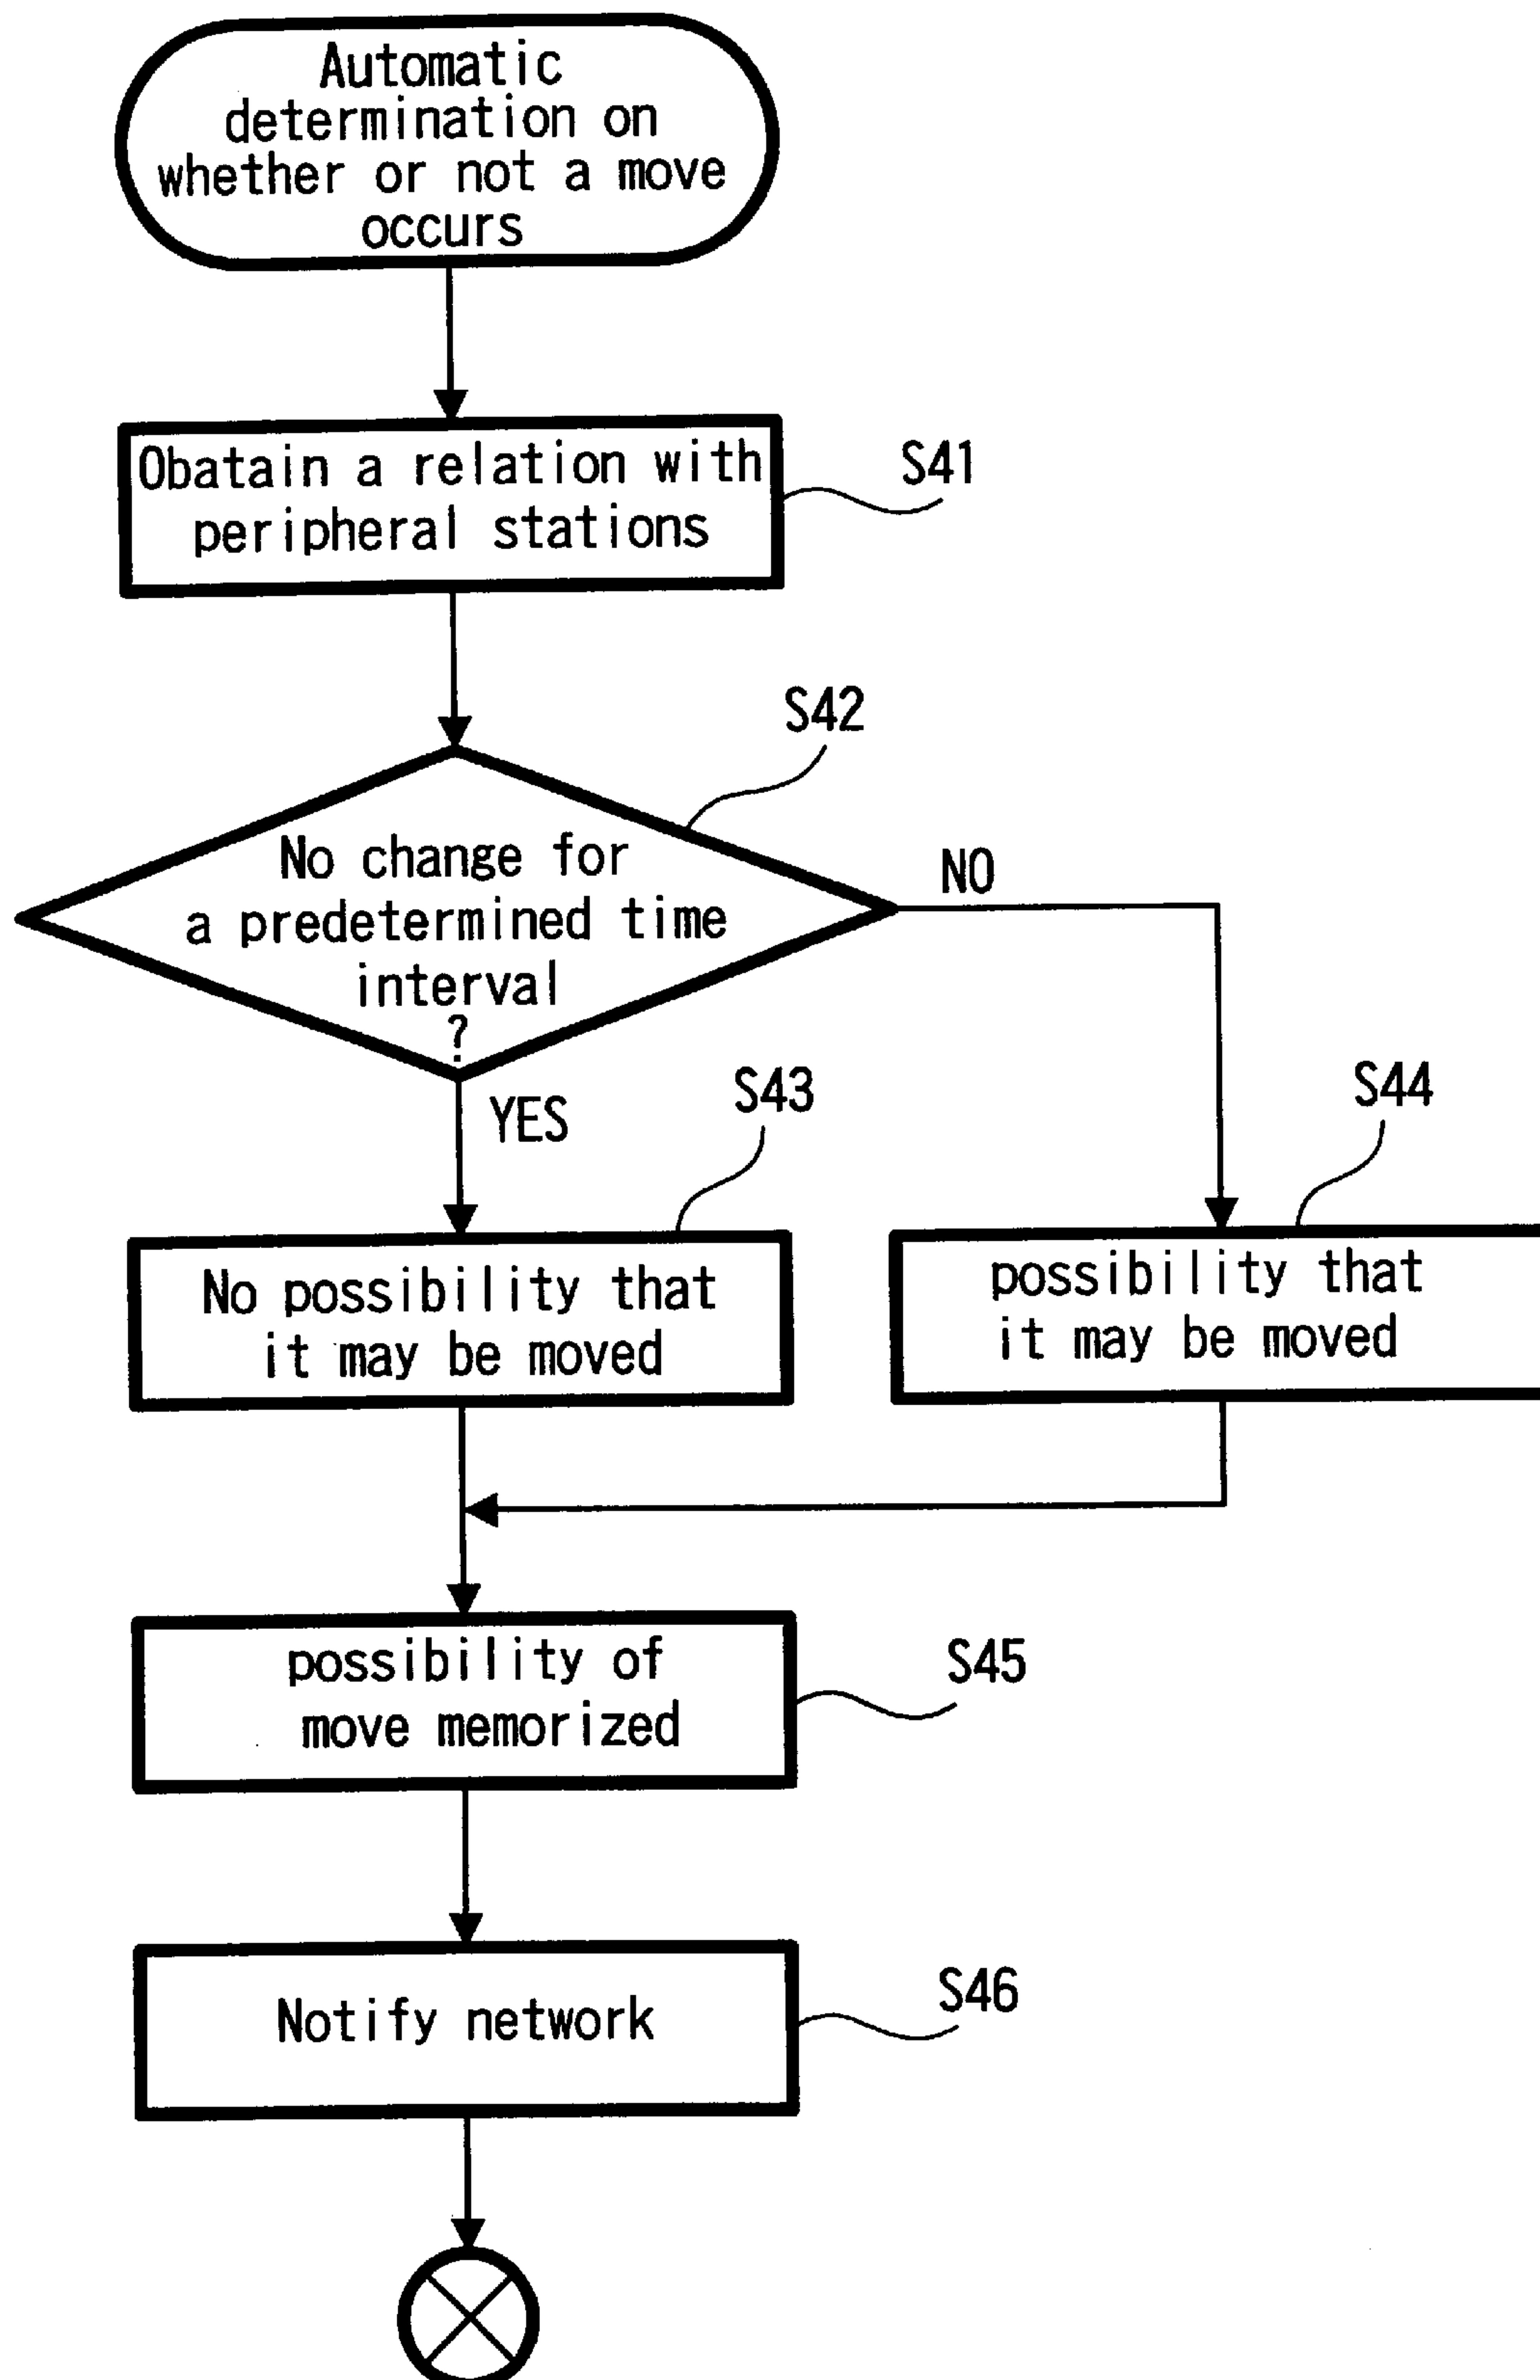 Automatic
determination on
whether or not a move
occurs
Obatain a relation with
peripheral stations
S41
S42
No change for
a predetermined time
interval
?
NO
YES
S43
S44
No possibility that
it may be moved
possibility that
it may be moved
possibility of
move memorized
S45
Notify network
S46